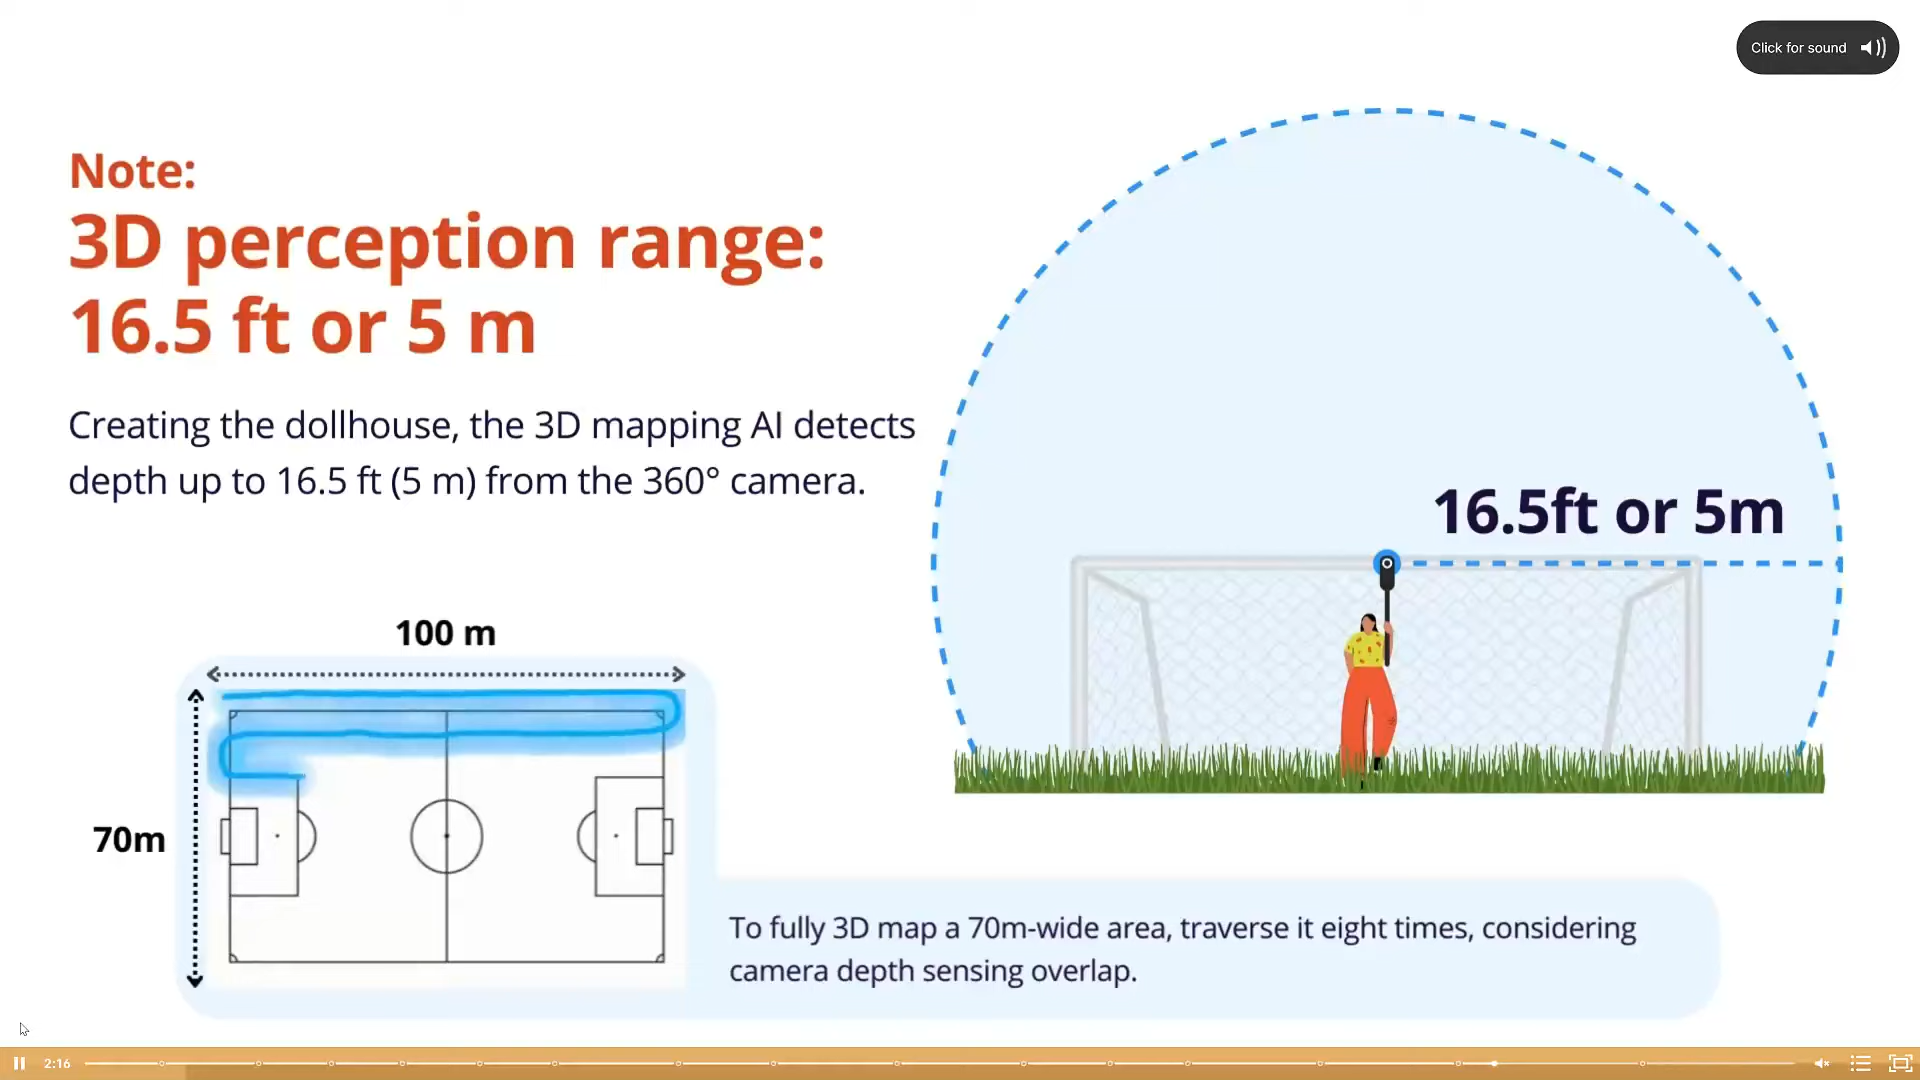 Click for sound
Note:
3D perception range:
16.5 ft or 5 m
Creating the dollhouse, the 3D mapping AI detects
depth up to 16.5 ft (5 m) from the 360° camera.
16.5ft or 5m
100 m
70m
To fully 3D map a 70m-wide area, traverse it eight times, considering
camera depth sensing overlap.
2:16